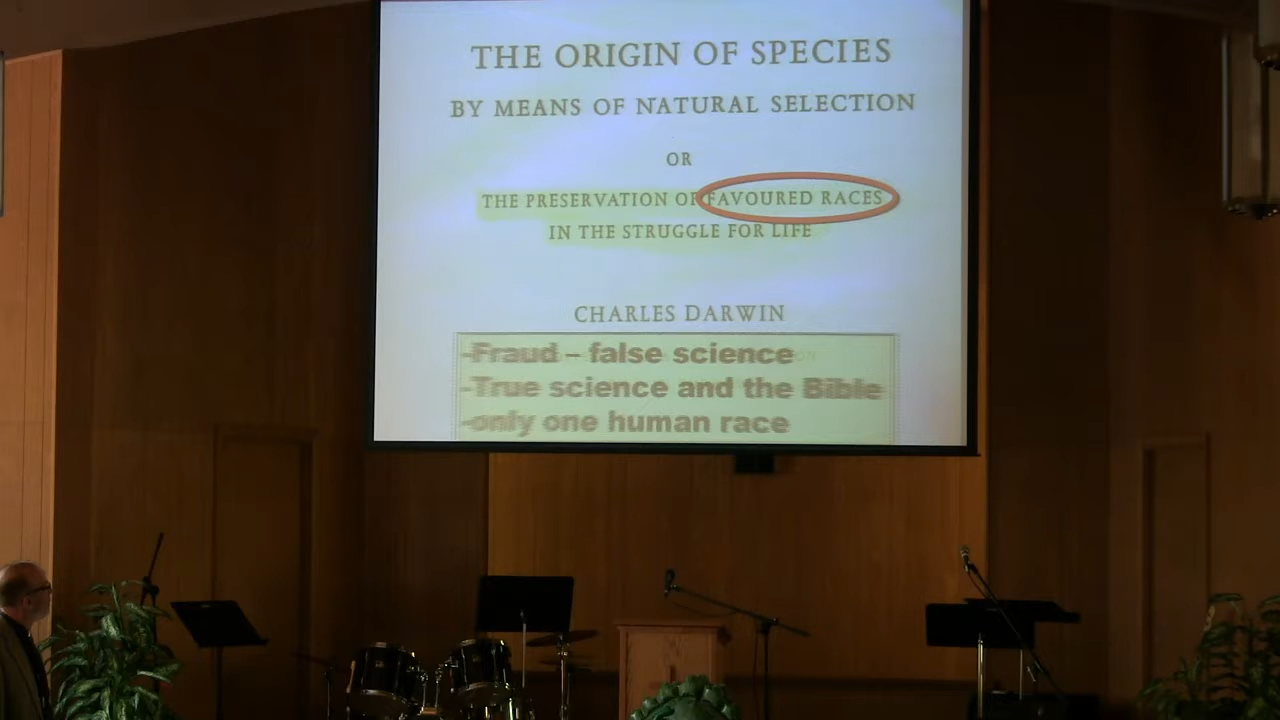 THE ORIGIN OF SPECIES
BY MEANS OF NATURAL SELECTION
OR
THE PRESERVATION OF FAVOURED RACES
IN THE STRUGGLE FOR LIFE
CHARLES DARWIN
-Fraud – false science
-True science and the Bible
-only one human race